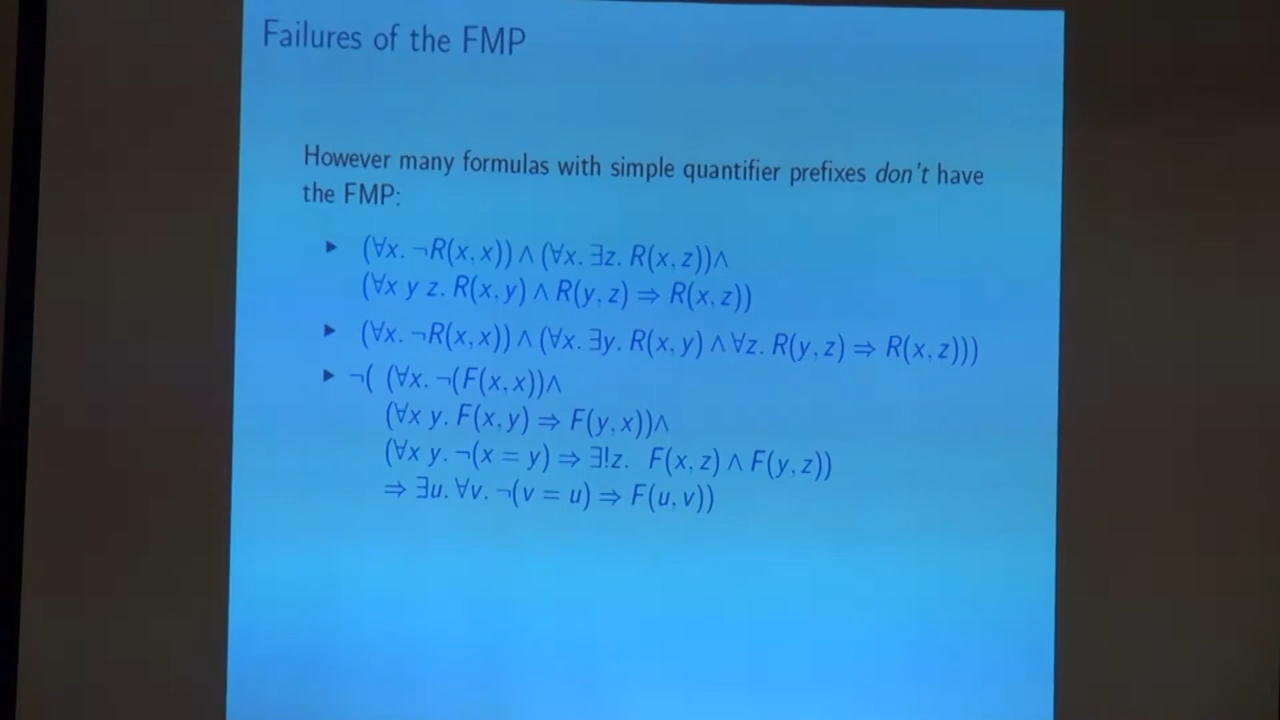 Failures of the FMP
However many formulas with simple quantifier prefixes don't have
the FMP:
▶ (∀x. ¬R(x, x)) ∧ (∀x. ∃z. R(x, z))∧
(∀x y z. R(x, y) ∧ R(y, z) ⇒ R(x, z))
▶ (∀x. ¬R(x, x)) ∧ (∀x. ∃y. R(x, y) ∧ ∀z. R(y, z) ⇒ R(x, z)))
▶ ¬( (∀x. ¬(F(x, x))∧
(∀x y. F(x, y) ⇒ F(y, x))∧
(∀x y. ¬(x = y) ⇒ ∃!z. F(x, z) ∧ F(y, z))
⇒ ∃u. ∀v. ¬(v = u) ⇒ F(u, v))